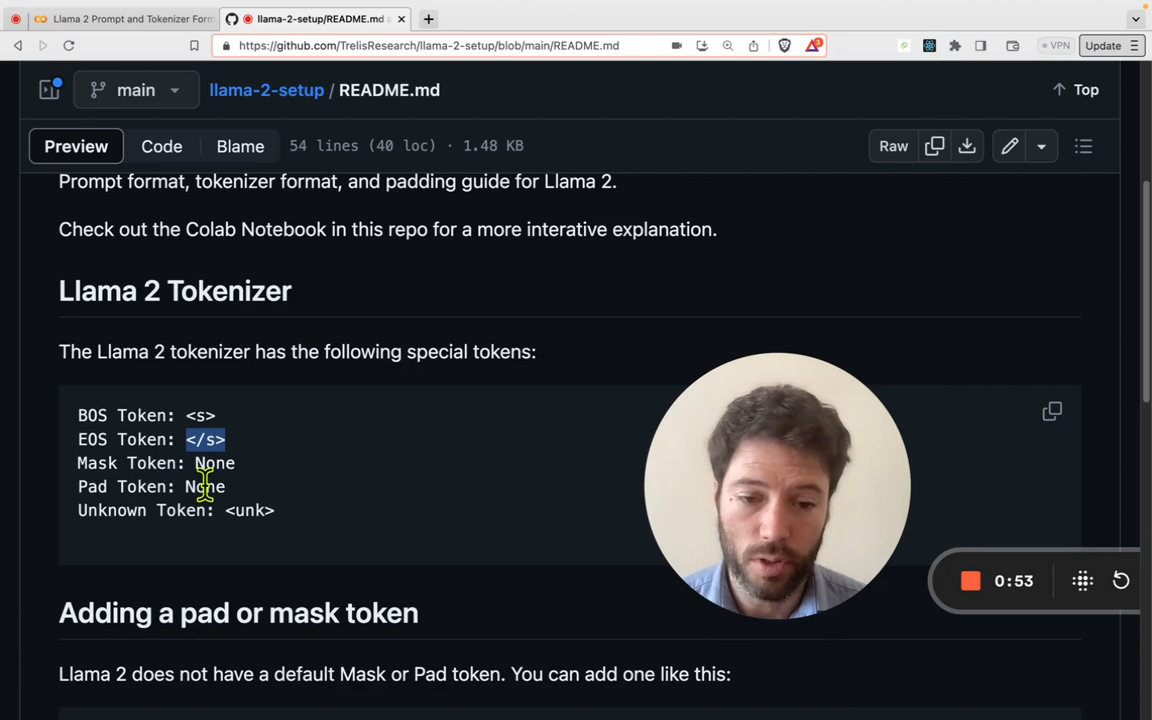 Llama 2 Prompt and Tokenizer Form
llama-2-setup/README.md
https://github.com/TrelisResearch/llama-2-setup/blob/main/README.md
3
VPN
Update
main
llama-2-setup / README.md
Top
Preview
Code
Blame
54 lines (40 loc) · 1.48 KB
Raw
Prompt format, tokenizer format, and padding guide for Llama 2.
Check out the Colab Notebook in this repo for a more interative explanation.
Llama 2 Tokenizer
The Llama 2 tokenizer has the following special tokens:
BOS Token: <s>
EOS Token: </s>
Mask Token: None
Pad Token: None
Unknown Token: <unk>
0:53
Adding a pad or mask token
Llama 2 does not have a default Mask or Pad token. You can add one like this: